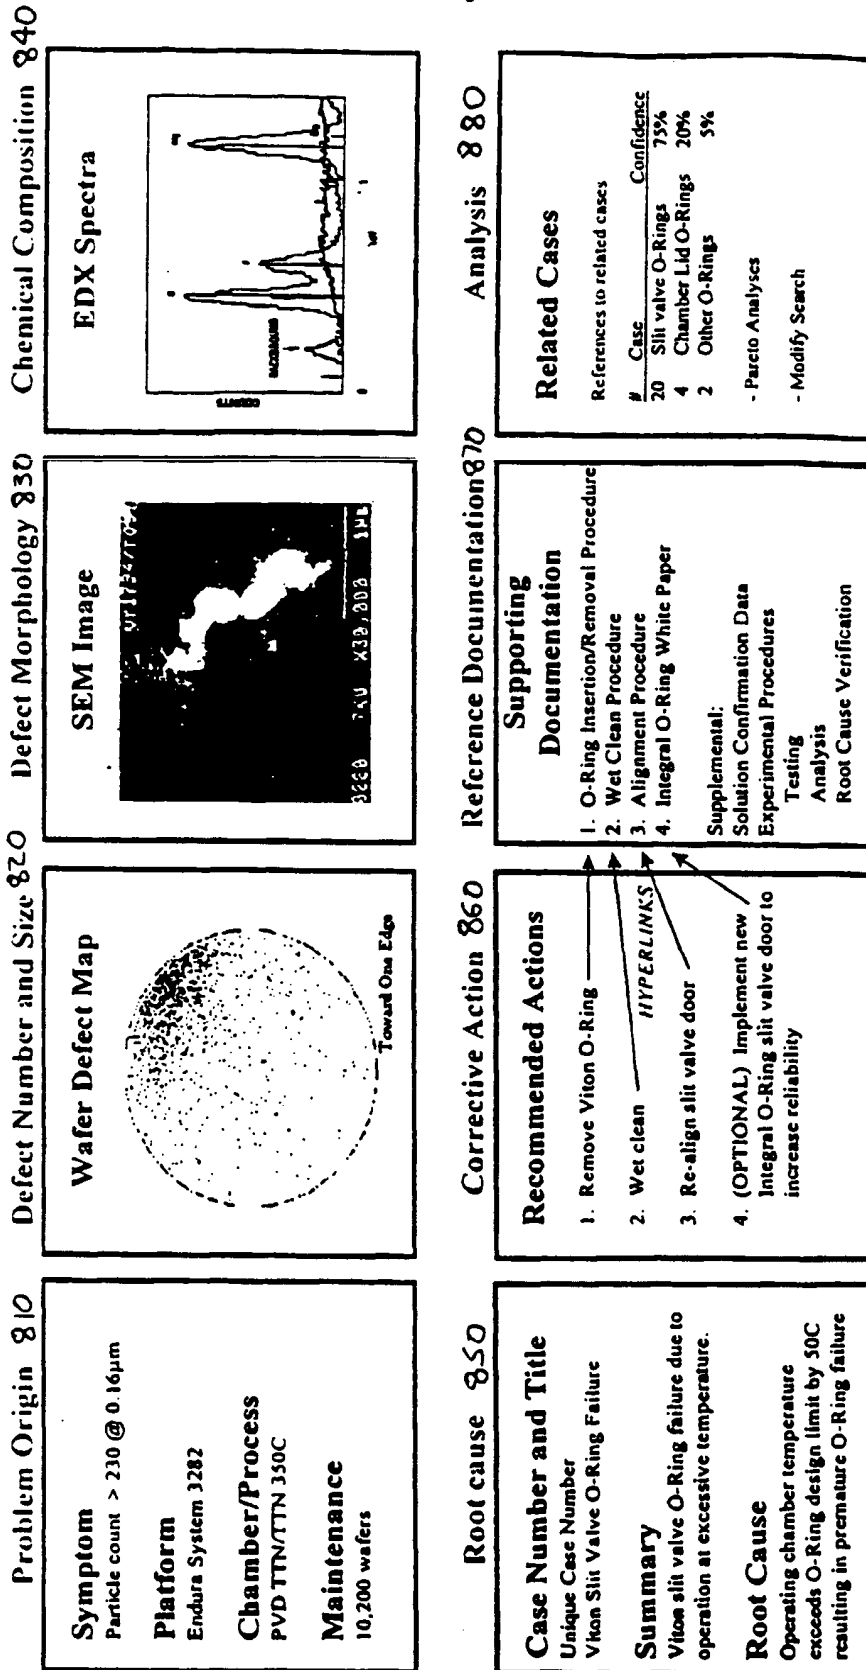 Problem Origin 810
Symptom
Particle count > 230 @ 0.16µm
Platform
Endura System 3282
Chamber/Process
PVD TTN/TTN 350C
Maintenance
10,200 wafers
Defect Number and Size 820
Wafer Defect Map
Toward One Edge
Defect Morphology 830
SEM Image
X30,000
Chemical Composition 840
EDX Spectra
COUNTS
BACKGROUND
0
1
Root cause 850
Case Number and Title
Unique Case Number
Viton Slit Valve O-Ring Failure
Summary
Viton slit valve O-Ring failure due to
operation at excessive temperature.
Root Cause
Operating chamber temperature
exceeds O-Ring design limit by 50C
resulting in premature O-Ring failure
Corrective Action 860
Recommended Actions
1. Remove Viton O-Ring
2. Wet clean
HYPERLINKS
3. Re-align slit valve door
4. (OPTIONAL) Implement new
Integral O-Ring slit valve door to
increase reliability
Reference Documentation 870
Supporting
Documentation
1. O-Ring Insertion/Removal Procedure
2. Wet Clean Procedure
3. Alignment Procedure
4. Integral O-Ring White Paper
Supplemental:
Solution Confirmation Data
Experimental Procedures
Testing
Analysis
Root Cause Verification
Analysis 880
Related Cases
References to related cases
# Case Confidence
20 Slit valve O-Rings 75%
4 Chamber Lid O-Rings 20%
2 Other O-Rings 5%
- Pareto Analyses
- Modify Search